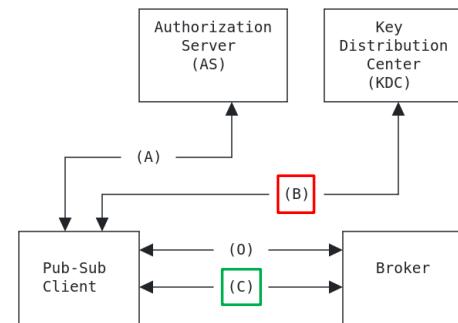 Authorization
Server
(AS)
Key
Distribution
Center
(KDC)
(A)
(B)
(O)
(C)
Pub-Sub
Client
Broker